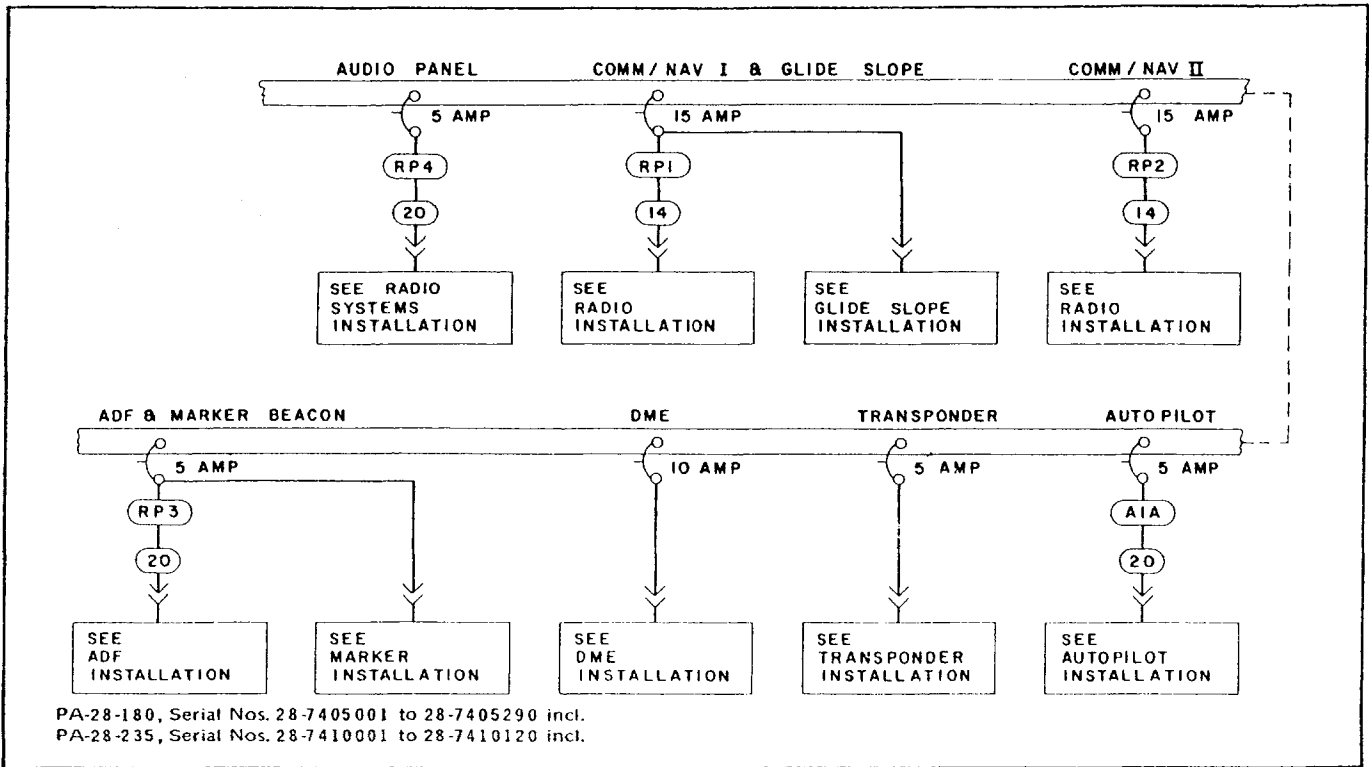 AUDIO PANEL COMM / NAV I & GLIDE SLOPE COMM / NAV II
5 AMP 15 AMP 15 AMP
RP4 RP1 RP2
20 14 14
SEE RADIO
SYSTEMS
INSTALLATION
SEE
RADIO
INSTALLATION
SEE
GLIDE SLOPE
INSTALLATION
SEE
RADIO
INSTALLATION
ADF & MARKER BEACON DME TRANSPONDER AUTOPILOT
5 AMP 10 AMP 5 AMP 5 AMP
RP3 A1A
20 20
SEE
ADF
INSTALLATION
SEE
MARKER
INSTALLATION
SEE
DME
INSTALLATION
SEE
TRANSPONDER
INSTALLATION
SEE
AUTOPILOT
INSTALLATION
PA-28-180, Serial Nos. 28-7405001 to 28-7405290 incl.
PA-28-235, Serial Nos. 28-7410001 to 28-7410120 incl.